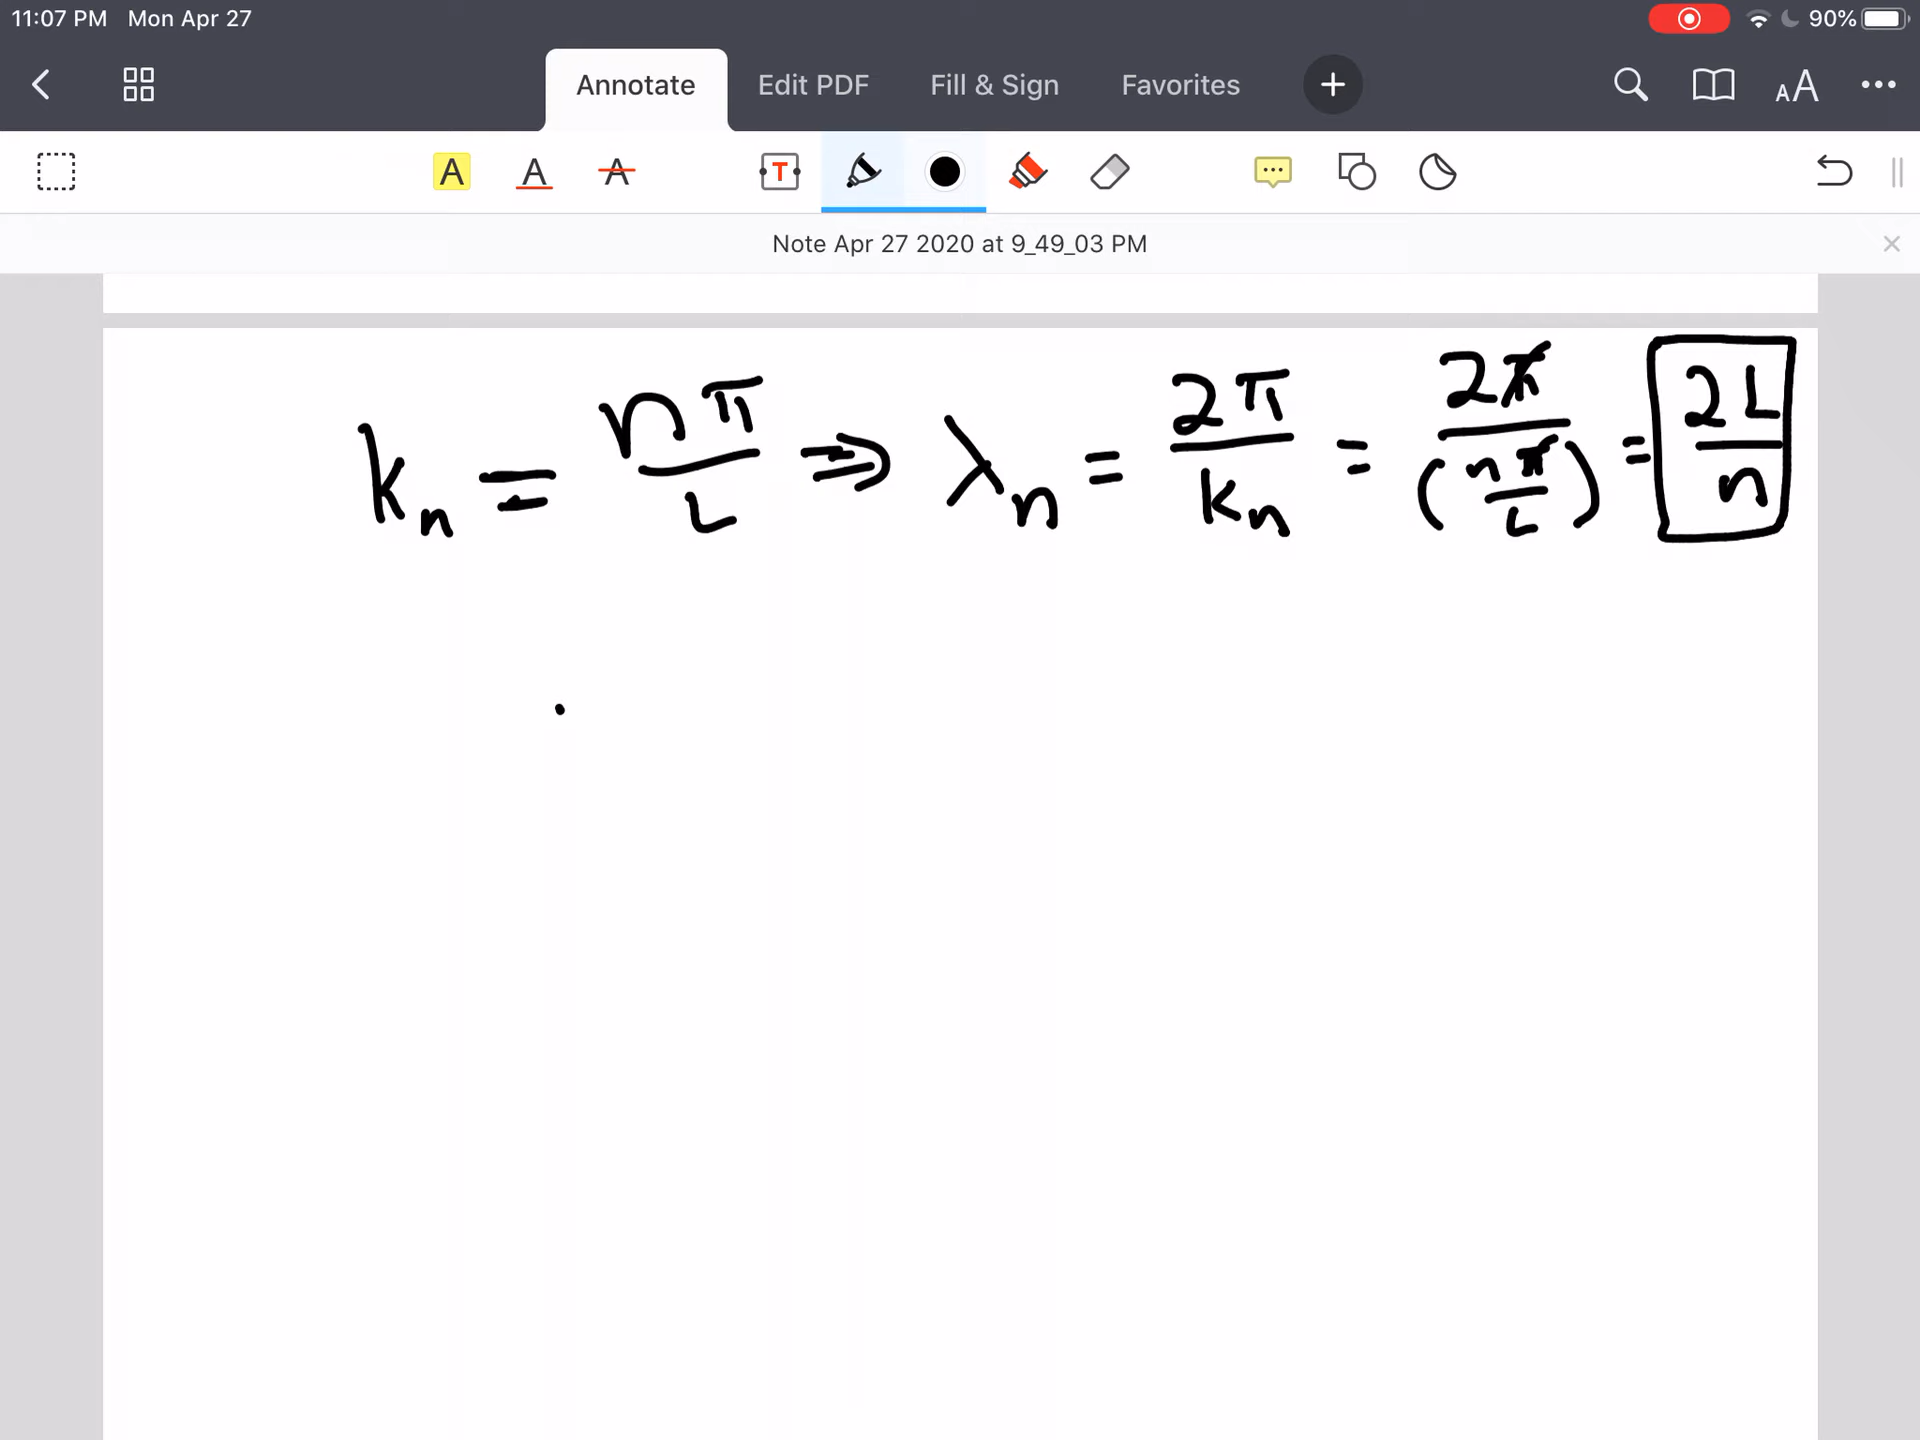 11:07 PM Mon Apr 27 90%
Annotate Edit PDF Fill & Sign Favorites
A A A T
Note Apr 27 2020 at 9_49_03 PM
kₙ = nπ/L ⇒ λₙ = 2π/kₙ = 2π/(nπ/L) = 2L/n